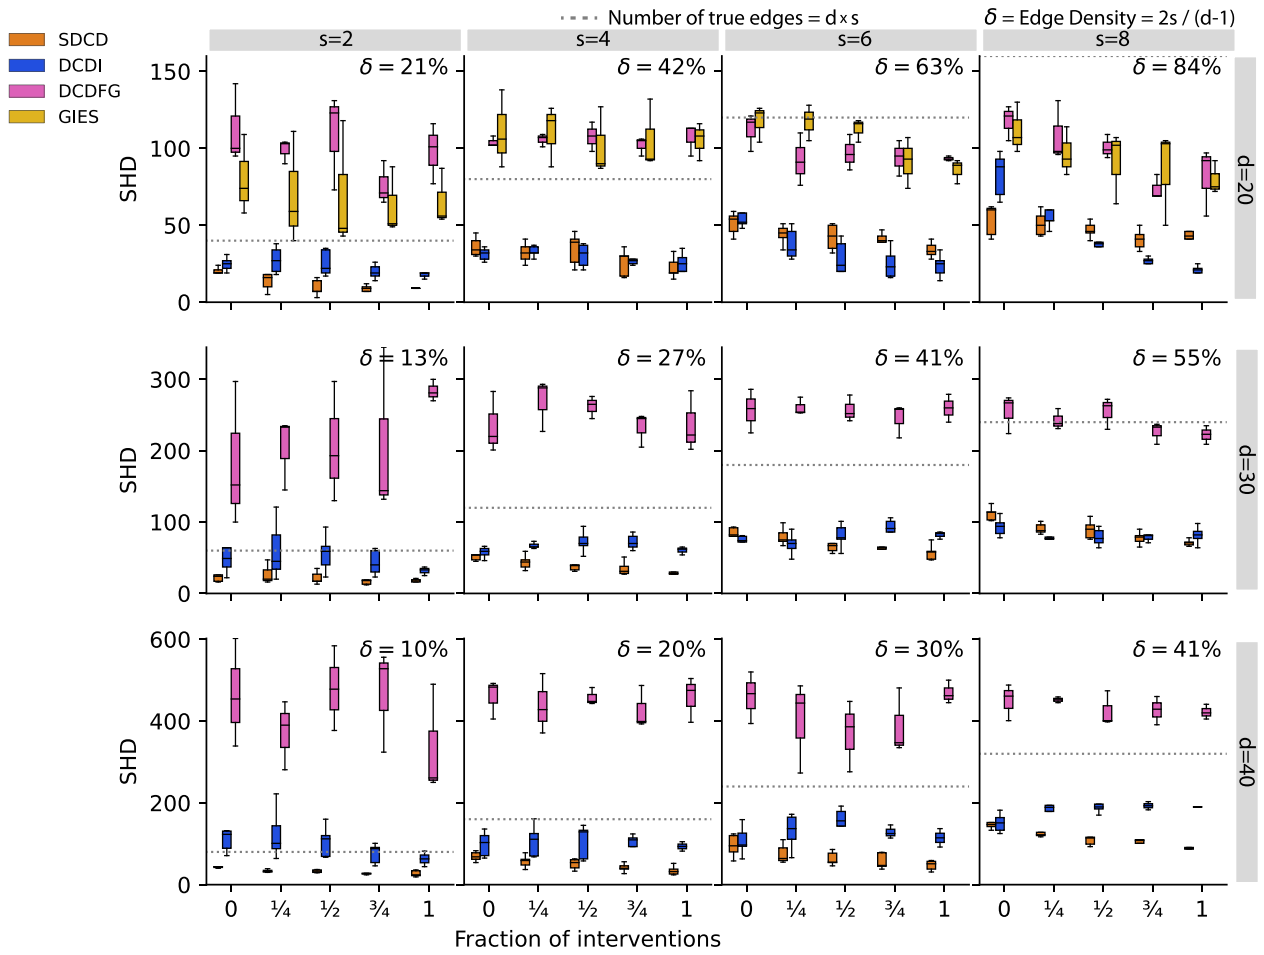 Number of true edges = d×s
δ = Edge Density = 2s / (d-1)
SDCD
DCDI
DCDFG
GIES
s=2
s=4
s=6
s=8
δ = 21%
δ = 42%
δ = 63%
δ = 84%
150
100
50
0
SHD
d=20
δ = 13%
δ = 27%
δ = 41%
δ = 55%
300
200
100
0
SHD
d=30
δ = 10%
δ = 20%
δ = 30%
δ = 41%
600
400
200
0
SHD
d=40
0 ¼ ½ ¾ 1
0 ¼ ½ ¾ 1
0 ¼ ½ ¾ 1
0 ¼ ½ ¾ 1
Fraction of interventions